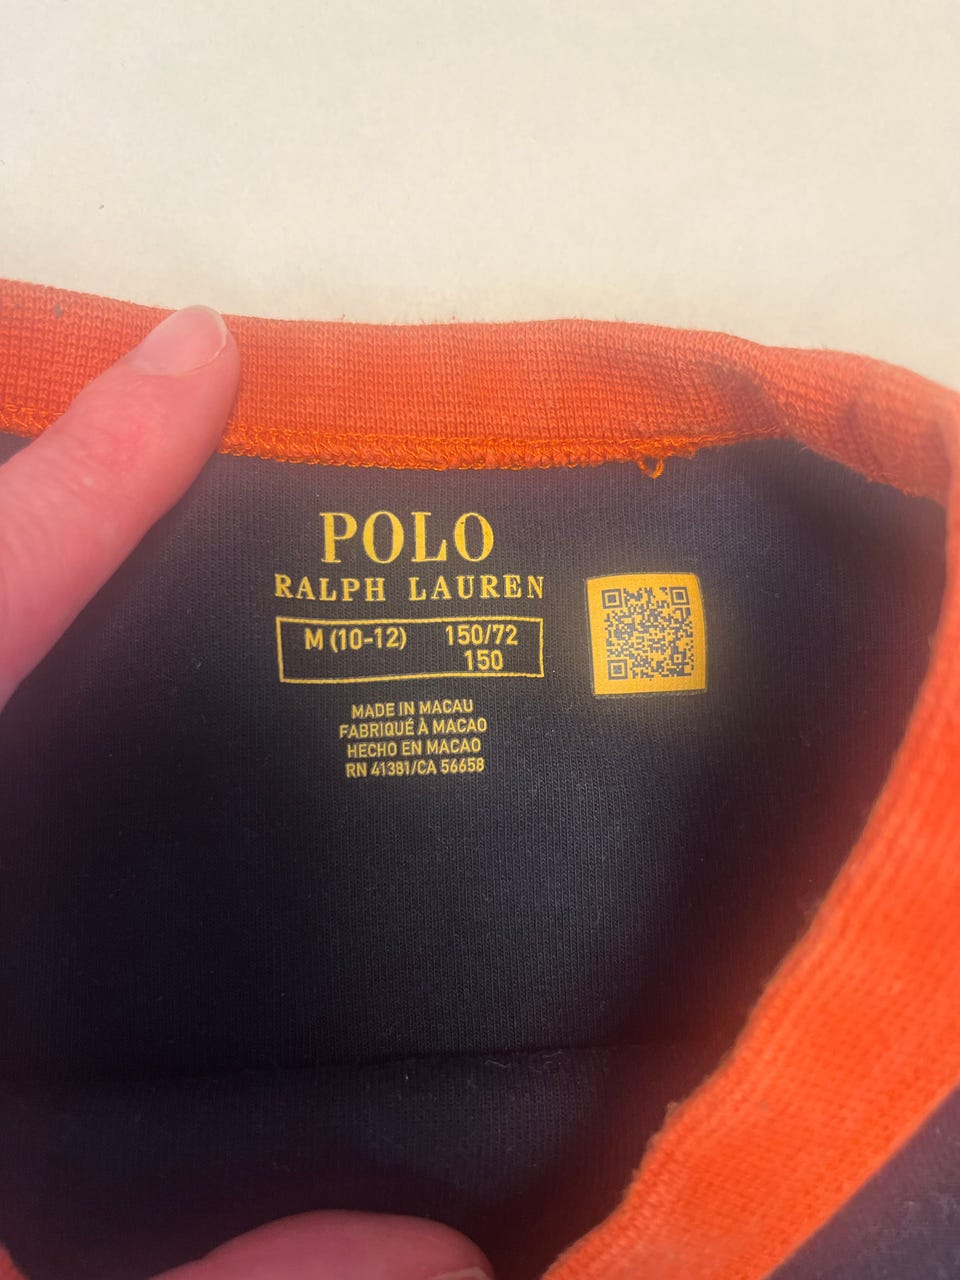 POLO
RALPH LAUREN
M (10-12) 150/72
150
MADE IN MACAU
FABRIQUÉ À MACAO
HECHO EN MACAO
RN 41381/CA 56658